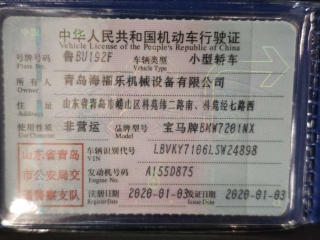 中华人民共和国机动车行驶证
Vehicle License of the People's Republic of China
号牌号码 鲁BU192F 车辆类型 小型轿车
Plate No. Vehicle Type
所有人 青岛海福乐机械设备有限公司
Owner
住址 山东省青岛市崂山区科苑纬二路南、科苑经七路西
Address
使用性质 非营运 品牌型号 宝马牌BMW7201NX
Use Character Model
车辆识别代号 LBVKY7106LSW24898
VIN
山东省青岛
市公安局交
通警察支队
发动机号码 A155D875
Engine No.
注册日期 2020-01-03 发证日期 2020-01-03
Register Date Issue Date